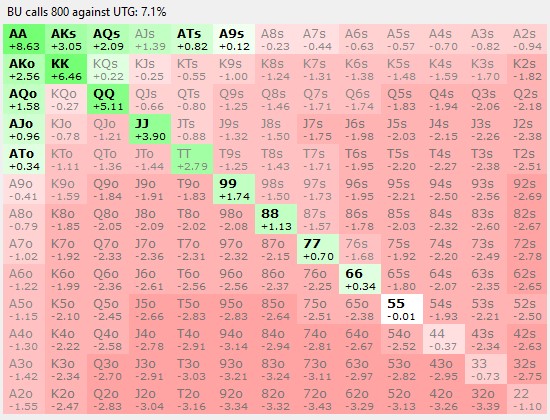 BU calls 800 against UTG: 7.1%
AA AKs AQs AJs ATs A9s A8s A7s A6s A5s A4s A3s A2s
+8.63 +3.05 +2.09 +1.39 +0.82 +0.12 -0.23 -0.44 -0.63 -0.57 -0.70 -0.84 -0.94
AKo KK KQs KJs KTs K9s K8s K7s K6s K5s K4s K3s K2s
+2.56 +6.46 +0.22 -0.25 -0.55 -1.00 -1.24 -1.31 -1.38 -1.48 -1.59 -1.70 -1.82
AQo KQo QQ QJs QTs Q9s Q8s Q7s Q6s Q5s Q4s Q3s Q2s
+1.58 -0.27 +5.11 -0.66 -0.80 -1.25 -1.46 -1.71 -1.74 -1.83 -1.94 -2.06 -2.18
AJo KJo QJo JJ JTs J9s J8s J7s J6s J5s J4s J3s J2s
+0.96 -0.78 -1.21 +3.90 -0.88 -1.32 -1.50 -1.75 -1.98 -2.03 -2.15 -2.26 -2.38
ATo KTo QTo JTo TT T9s T8s T7s T6s T5s T4s T3s T2s
+0.34 -1.11 -1.36 -1.44 +2.79 -1.25 -1.43 -1.71 -1.95 -2.20 -2.27 -2.38 -2.51
A9o K9o Q9o J9o T9o 99 98s 97s 96s 95s 94s 93s 92s
-0.41 -1.59 -1.84 -1.91 -1.83 +1.74 -1.50 -1.73 -1.95 -2.21 -2.50 -2.56 -2.69
A8o K8o Q8o J8o T8o 98o 88 87s 86s 85s 84s 83s 82s
-0.79 -1.85 -2.05 -2.09 -2.02 -2.08 +1.13 -1.57 -1.78 -2.03 -2.32 -2.60 -2.67
A7o K7o Q7o J7o T7o 97o 87o 77 76s 75s 74s 73s 72s
-1.02 -1.92 -2.33 -2.36 -2.31 -2.32 -2.15 +0.70 -1.68 -1.92 -2.20 -2.49 -2.78
A6o K6o Q6o J6o T6o 96o 86o 76o 66 65s 64s 63s 62s
-1.22 -1.99 -2.36 -2.61 -2.56 -2.56 -2.37 -2.25 +0.34 -1.80 -2.07 -2.35 -2.65
A5o K5o Q5o J5o T5o 95o 85o 75o 65o 55 54s 53s 52s
-1.15 -2.10 -2.45 -2.66 -2.83 -2.83 -2.64 -2.51 -2.38 -0.01 -1.93 -2.21 -2.50
A4o K4o Q4o J4o T4o 94o 84o 74o 64o 54o 44 43s 42s
-1.30 -2.22 -2.58 -2.78 -2.91 -3.14 -2.94 -2.81 -2.67 -2.52 -0.37 -2.34 -2.63
A3o K3o Q3o J3o T3o 93o 83o 73o 63o 53o 43o 33 32s
-1.42 -2.34 -2.70 -2.91 -3.03 -3.21 -3.24 -3.11 -2.97 -2.82 -2.95 -0.73 -2.75
A2o K2o Q2o J2o T2o 92o 82o 72o 62o 52o 42o 32o 22
-1.55 -2.47 -2.83 -3.04 -3.16 -3.34 -3.32 -3.42 -3.29 -3.13 -3.26 -3.39 -1.10